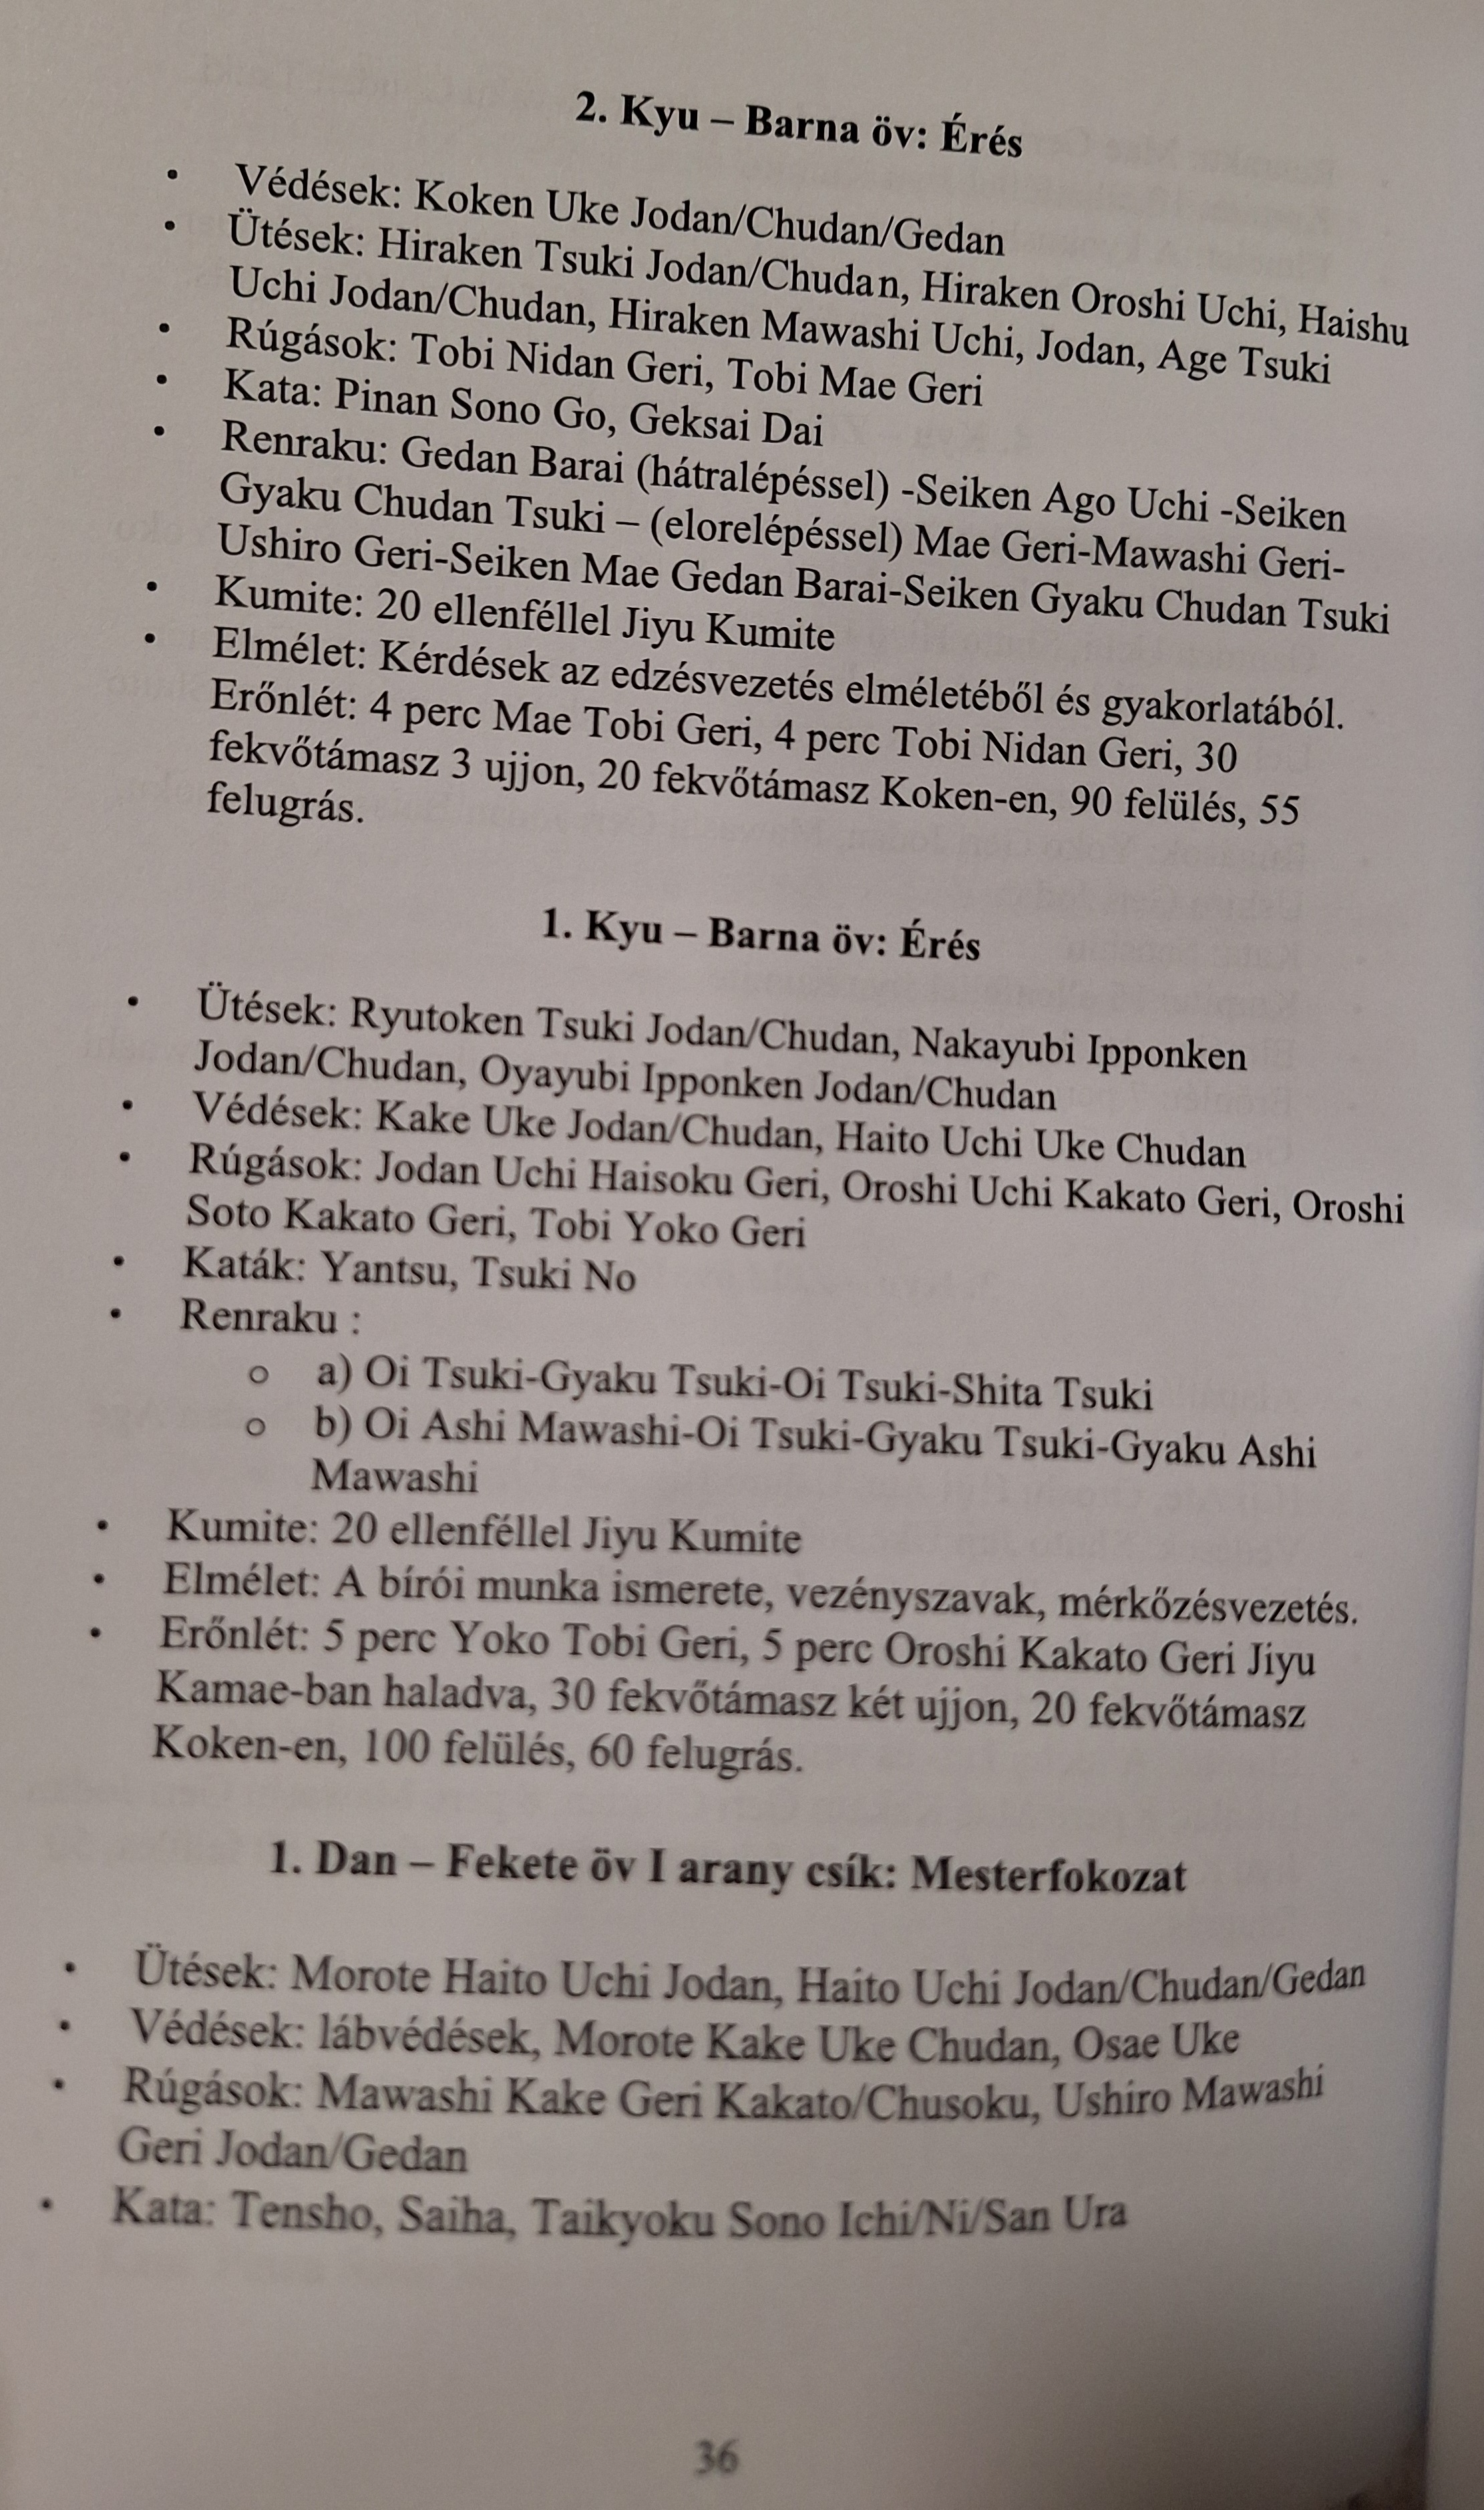 2. Kyu – Barna öv: Érés
• Védések: Koken Uke Jodan/Chudan/Gedan
• Ütések: Hiraken Tsuki Jodan/Chudan, Hiraken Oroshi Uchi, Haishu
Uchi Jodan/Chudan, Hiraken Mawashi Uchi, Jodan, Age Tsuki
• Rúgások: Tobi Nidan Geri, Tobi Mae Geri
• Kata: Pinan Sono Go, Geksai Dai
• Renraku: Gedan Barai (hátralépéssel) -Seiken Ago Uchi -Seiken
Gyaku Chudan Tsuki – (elorelépéssel) Mae Geri-Mawashi Geri-
Ushiro Geri-Seiken Mae Gedan Barai-Seiken Gyaku Chudan Tsuki
• Kumite: 20 ellenféllel Jiyu Kumite
• Elmélet: Kérdések az edzésvezetés elméletéből és gyakorlatából.
Erőnlét: 4 perc Mae Tobi Geri, 4 perc Tobi Nidan Geri, 30
fekvőtámasz 3 ujjon, 20 fekvőtámasz Koken-en, 90 felülés, 55
felugrás.
1. Kyu – Barna öv: Érés
• Ütések: Ryutoken Tsuki Jodan/Chudan, Nakayubi Ipponken
Jodan/Chudan, Oyayubi Ipponken Jodan/Chudan
• Védések: Kake Uke Jodan/Chudan, Haito Uchi Uke Chudan
• Rúgások: Jodan Uchi Haisoku Geri, Oroshi Uchi Kakato Geri, Oroshi
Soto Kakato Geri, Tobi Yoko Geri
• Katák: Yantsu, Tsuki No
• Renraku :
o a) Oi Tsuki-Gyaku Tsuki-Oi Tsuki-Shita Tsuki
o b) Oi Ashi Mawashi-Oi Tsuki-Gyaku Tsuki-Gyaku Ashi
Mawashi
• Kumite: 20 ellenféllel Jiyu Kumite
• Elmélet: A bírói munka ismerete, vezényszavak, mérkőzésvezetés.
• Erőnlét: 5 perc Yoko Tobi Geri, 5 perc Oroshi Kakato Geri Jiyu
Kamae-ban haladva, 30 fekvőtámasz két ujjon, 20 fekvőtámasz
Koken-en, 100 felülés, 60 felugrás.
1. Dan – Fekete öv I arany csík: Mesterfokozat
• Ütések: Morote Haito Uchi Jodan, Haito Uchi Jodan/Chudan/Gedan
• Védések: lábvédések, Morote Kake Uke Chudan, Osae Uke
• Rúgások: Mawashi Kake Geri Kakato/Chusoku, Ushiro Mawashi
Geri Jodan/Gedan
• Kata: Tensho, Saiha, Taikyoku Sono Ichi/Ni/San Ura
36